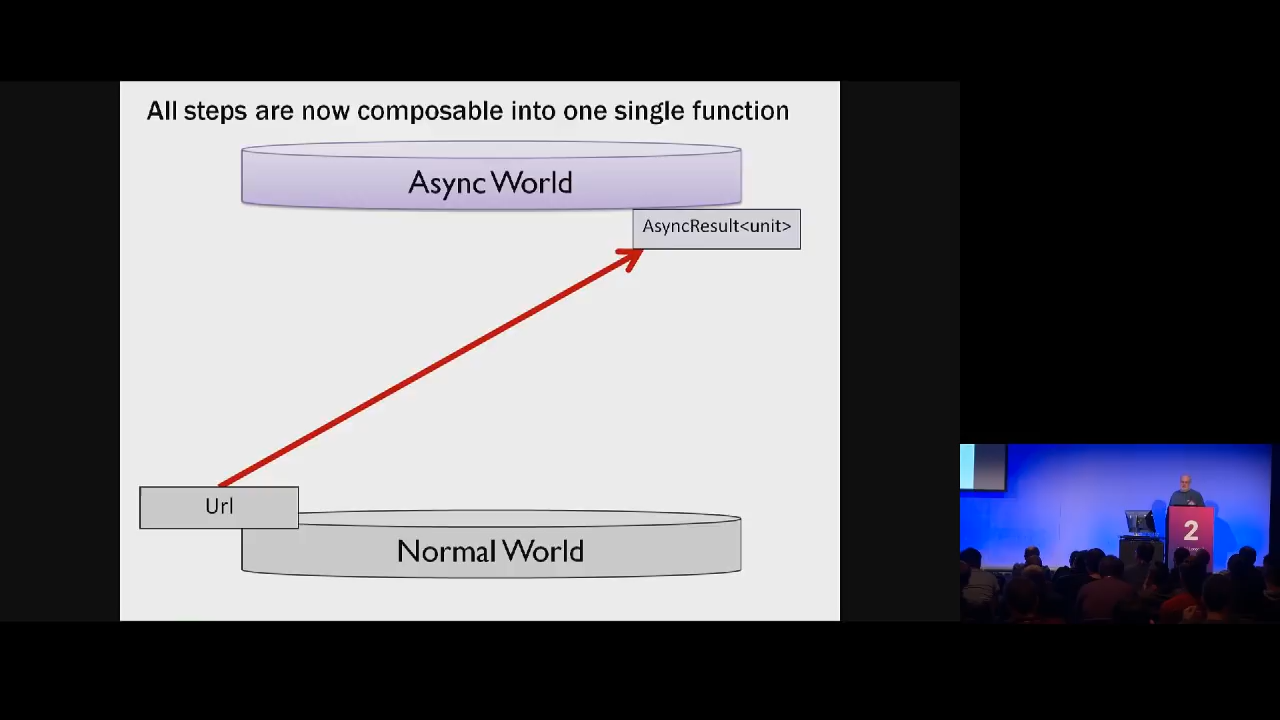 All steps are now composable into one single function
Async World
AsyncResult<unit>
Url
Normal World
2